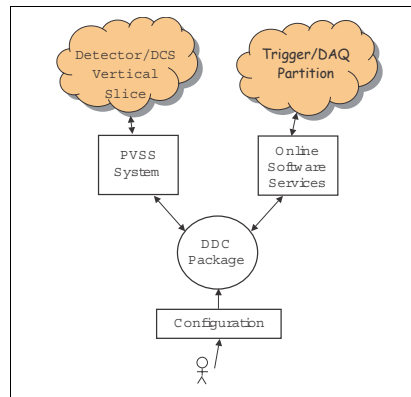 Detector/DCS
Vertical
Slice
Trigger/DAQ
Partition
PVSS
System
Online
Software
Services
DDC
Package
Configuration